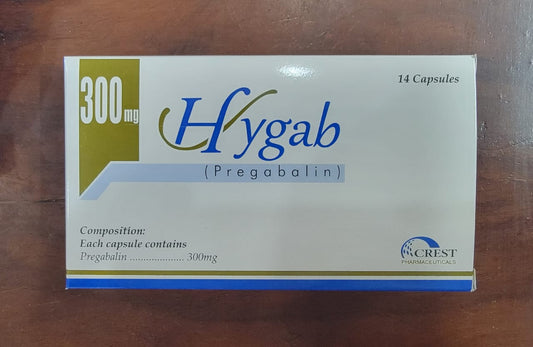 300mg
14 Capsules
Hygab
(Pregabalin)
Composition:
Each capsule contains
Pregabalin ..................... 300mg
CREST
PHARMACEUTICALS